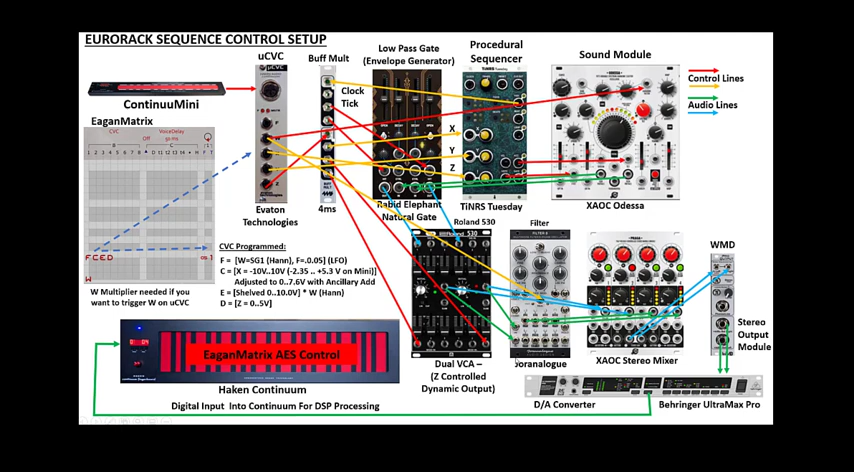 EURORACK SEQUENCE CONTROL SETUP
uCVC
Buff Mult
Low Pass Gate
(Envelope Generator)
Procedural
Sequencer
Sound Module
ContinuuMini
Clock
Tick
Control Lines
Audio Lines
EaganMatrix
CVC
Off
X
Y
Z
FCED
W
Evaton
Technologies
4ms
Rabid Elephant
Natural Gate
TiNRS Tuesday
XAOC Odessa
Roland 530
Filter
WMD
W Multiplier needed if you
want to trigger W on uCVC
CVC Programmed:
F = [W=SG1 (Hann), F=.05] (LFO)
C = [X = -10V..10V (-2.35 .. +5.3 V on Mini)]
Adjusted to 0..7.6V with Ancillary Add
E = [Shelved 0..10.0V] * W (Hann)
D = [Z = 0..5V]
Stereo
Output
Module
EaganMatrix AES Control
Haken Continuum
Dual VCA –
(Z Controlled
Dynamic Output)
Joranalogue
XAOC Stereo Mixer
Digital Input Into Continuum For DSP Processing
D/A Converter
Behringer UltraMax Pro